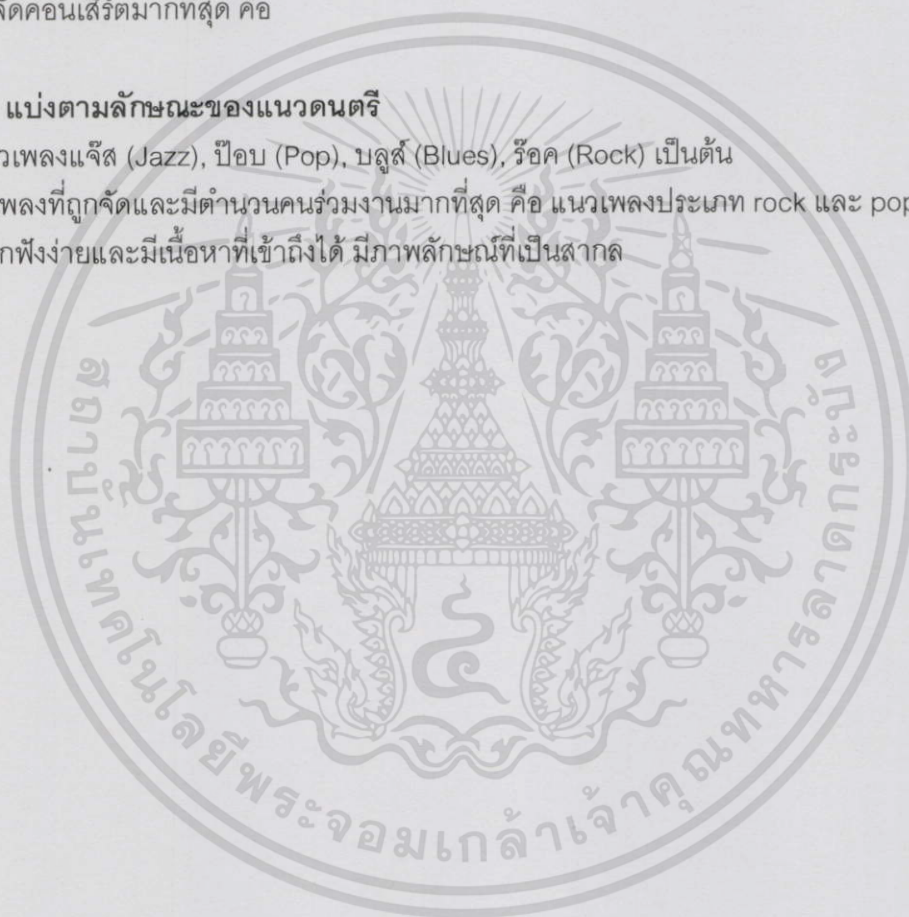 จัดคอนเสิร์ตมากที่สุด คือ
แบ่งตามลักษณะของแนวดนตรี
วเพลงแจ๊ส (Jazz), ป๊อบ (Pop), บลูส์ (Blues), ร๊อค (Rock) เป็นต้น
พลงที่ถูกจัดและมีตำนวนคนร่วมงานมากที่สุด คือ แนวเพลงประเภท rock และ pop
กฟังง่ายและมีเนื้อหาที่เข้าถึงได้ มีภาพลักษณ์ที่เป็นสากล
สถาบันเทคโนโลยีพระจอมเกล้าเจ้าคุณทหารลาดกระบัง
๔